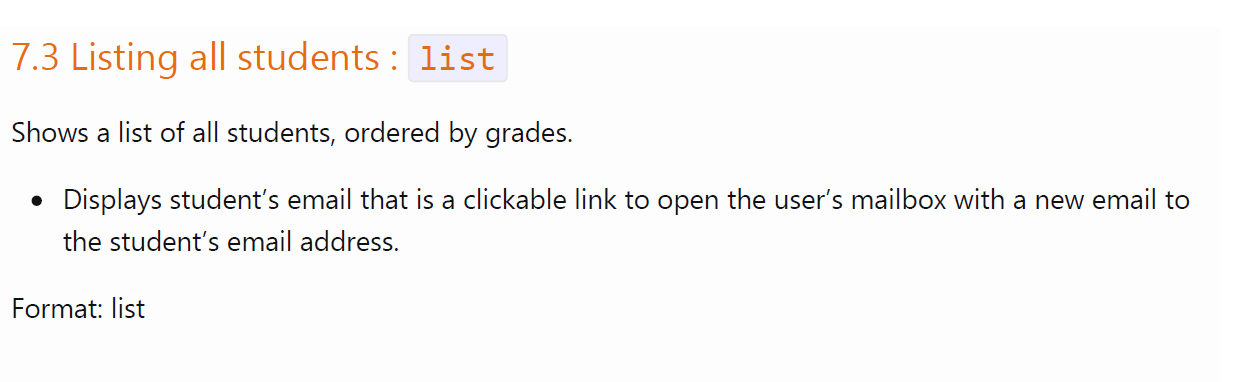 7.3 Listing all students : list
Shows a list of all students, ordered by grades.
• Displays student’s email that is a clickable link to open the user’s mailbox with a new email to
the student’s email address.
Format: list